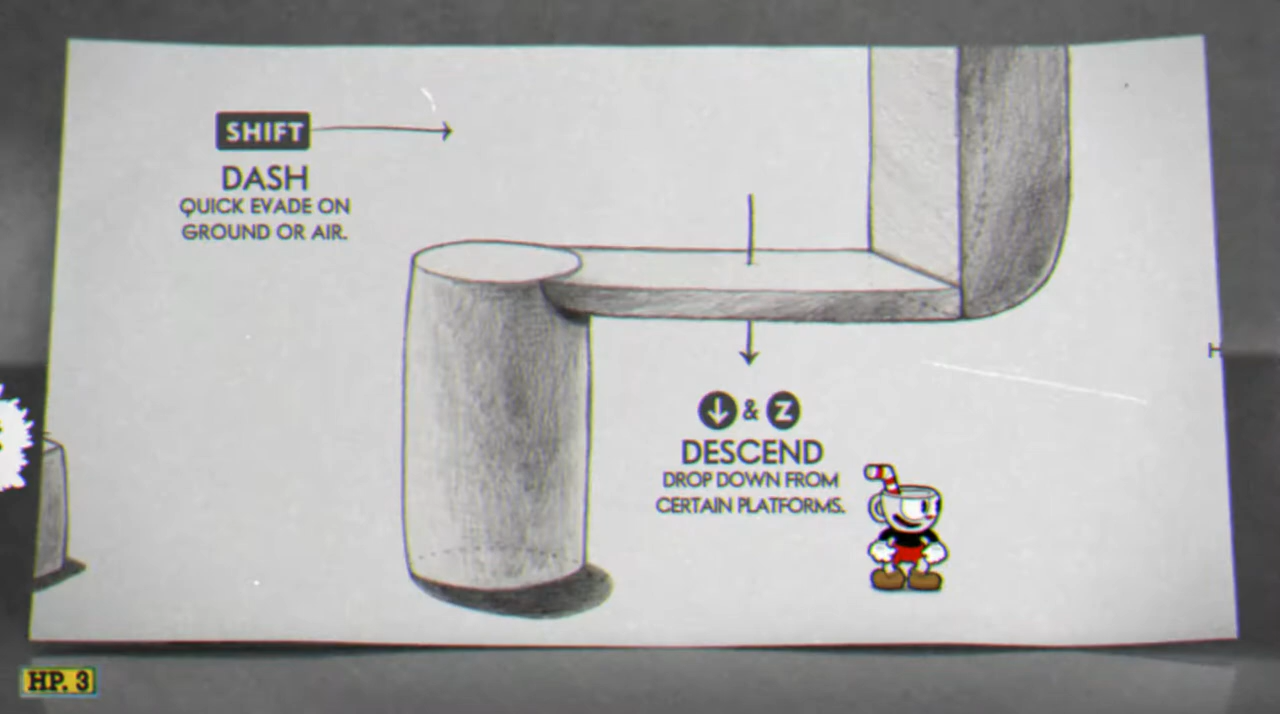 SHIFT
DASH
QUICK EVADE ON
GROUND OR AIR.
↓ & Z
DESCEND
DROP DOWN FROM
CERTAIN PLATFORMS.
HP. 3